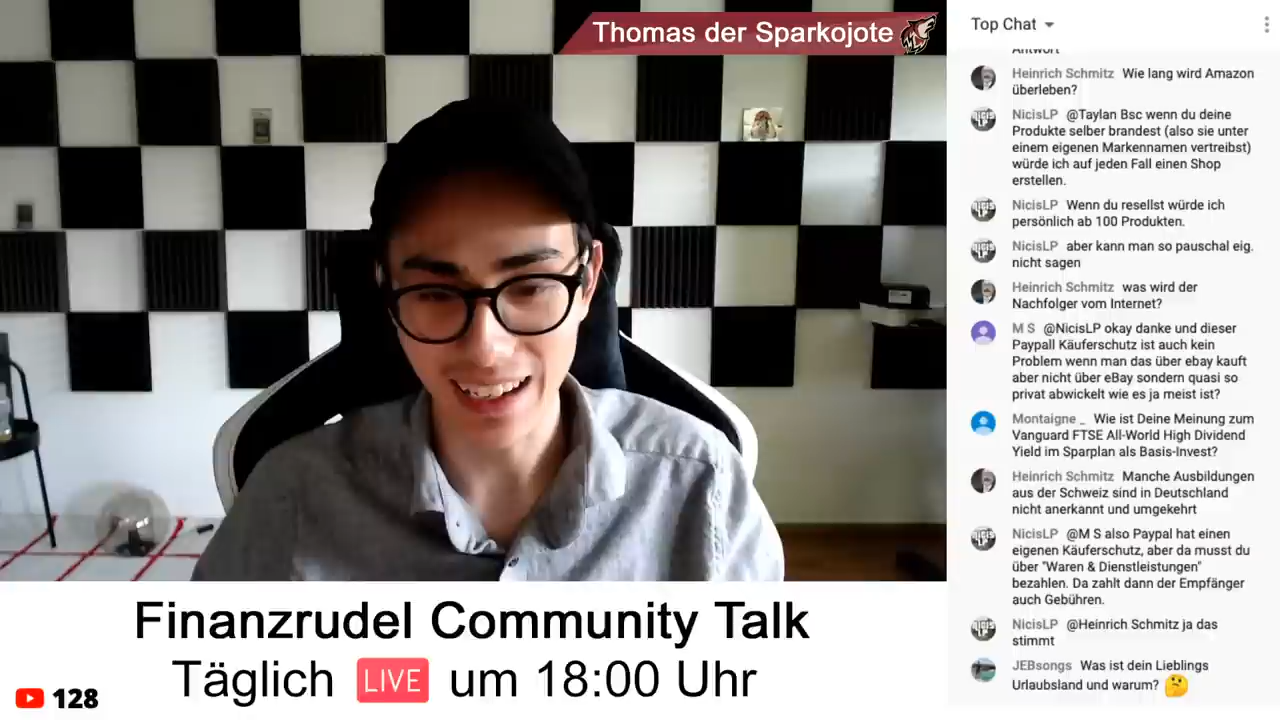 Thomas der Sparkojote
Top Chat
Antwort
Heinrich Schmitz Wie lang wird Amazon
überleben?
NicisLP @Taylan Bsc wenn du deine
Produkte selber brandest (also sie unter
einem eigenen Markennamen vertreibst)
würde ich auf jeden Fall einen Shop
erstellen.
NicisLP Wenn du resellst würde ich
persönlich ab 100 Produkten.
NicisLP aber kann man so pauschal eig.
nicht sagen
Heinrich Schmitz was wird der
Nachfolger vom Internet?
M S @NicisLP okay danke und dieser
Paypall Käuferschutz ist auch kein
Problem wenn man das über ebay kauft
aber nicht über eBay sondern quasi so
privat abwickelt wie es ja meist ist?
Montaigne _ Wie ist Deine Meinung zum
Vanguard FTSE All-World High Dividend
Yield im Sparplan als Basis-Invest?
Heinrich Schmitz Manche Ausbildungen
aus der Schweiz sind in Deutschland
nicht anerkannt und umgekehrt
NicisLP @M S also Paypal hat einen
eigenen Käuferschutz, aber da musst du
über "Waren & Dienstleistungen"
bezahlen. Da zahlt dann der Empfänger
auch Gebühren.
NicisLP @Heinrich Schmitz ja das
stimmt
JEBsongs Was ist dein Lieblings
Urlaubsland und warum? 🤔
Finanzrudel Community Talk
Täglich LIVE um 18:00 Uhr
128